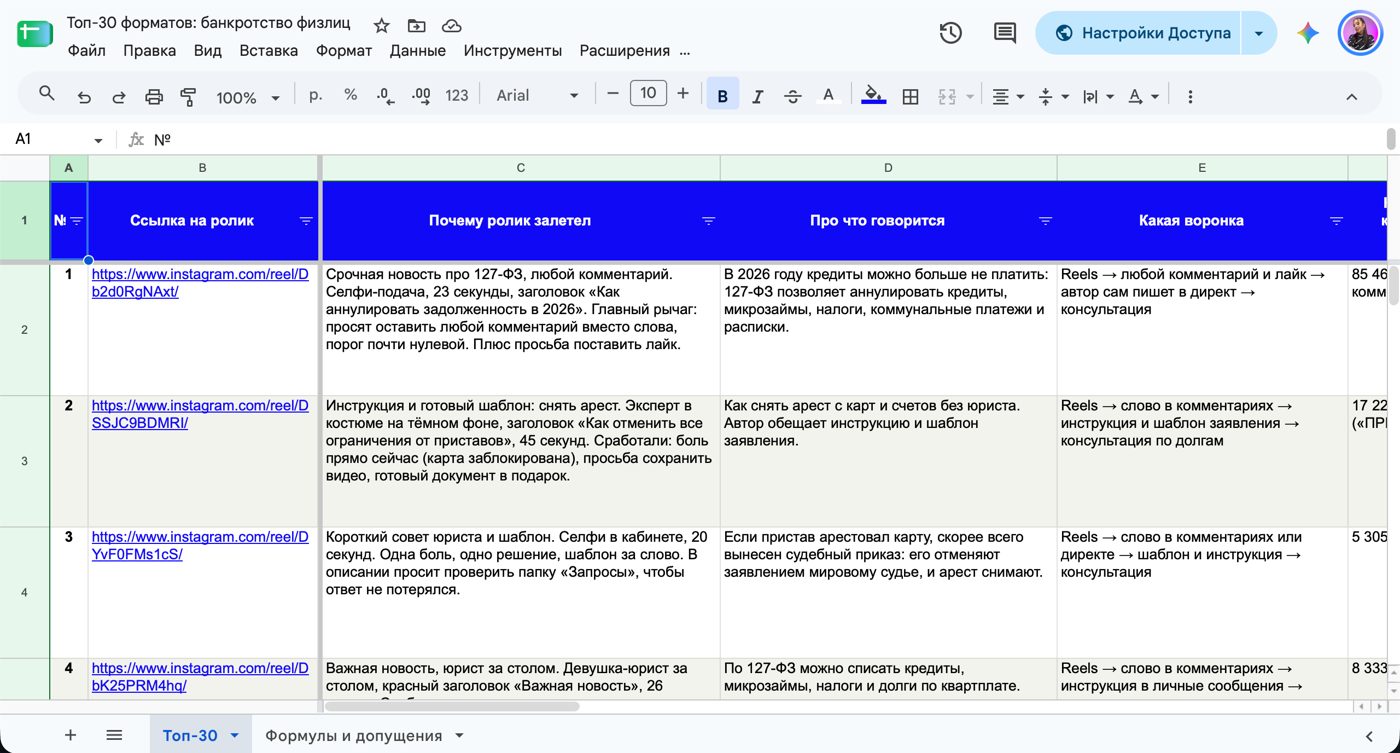 Топ-30 форматов: банкротство физлиц
Файл Правка Вид Вставка Формат Данные Инструменты Расширения ...
Настройки Доступа
100% р. % .0 .00 123 Arial 10 B I A A
A1 fx №
A B C D E
1 № Ссылка на ролик Почему ролик залетел Про что говорится Какая воронка
2
1
https://www.instagram.com/reel/D
b2d0RgNAxt/
Срочная новость про 127-ФЗ, любой комментарий.
Селфи-подача, 23 секунды, заголовок «Как
аннулировать задолженность в 2026». Главный рычаг:
просят оставить любой комментарий вместо слова,
порог почти нулевой. Плюс просьба поставить лайк.
В 2026 году кредиты можно больше не платить:
127-ФЗ позволяет аннулировать кредиты,
микрозаймы, налоги, коммунальные платежи и
расписки.
Reels → любой комментарий и лайк →
автор сам пишет в директ →
консультация
85 46
комм
3
2
https://www.instagram.com/reel/D
SSJC9BDMRI/
Инструкция и готовый шаблон: снять арест. Эксперт в
костюме на тёмном фоне, заголовок «Как отменить все
ограничения от приставов», 45 секунд. Сработали: боль
прямо сейчас (карта заблокирована), просьба сохранить
видео, готовый документ в подарок.
Как снять арест с карт и счетов без юриста.
Автор обещает инструкцию и шаблон
заявления.
Reels → слово в комментариях →
инструкция и шаблон заявления →
консультация по долгам
17 22
(«ПРИ
4
3
https://www.instagram.com/reel/D
YvF0FMs1cS/
Короткий совет юриста и шаблон. Селфи в кабинете, 20
секунд. Одна боль, одно решение, шаблон за слово. В
описании просит проверить папку «Запросы», чтобы
ответ не потерялся.
Если пристав арестовал карту, скорее всего
вынесен судебный приказ: его отменяют
заявлением мировому судье, и арест снимают.
Reels → слово в комментариях или
директе → шаблон и инструкция →
консультация
5 305
4
https://www.instagram.com/reel/D
bK25PRM4hq/
Важная новость, юрист за столом. Девушка-юрист за
столом, красный заголовок «Важная новость», 26
По 127-ФЗ можно списать кредиты,
микрозаймы, налоги и долги по квартплате.
Reels → слово в комментариях →
инструкция в личные сообщения →
8 333
Топ-30 Формулы и допущения